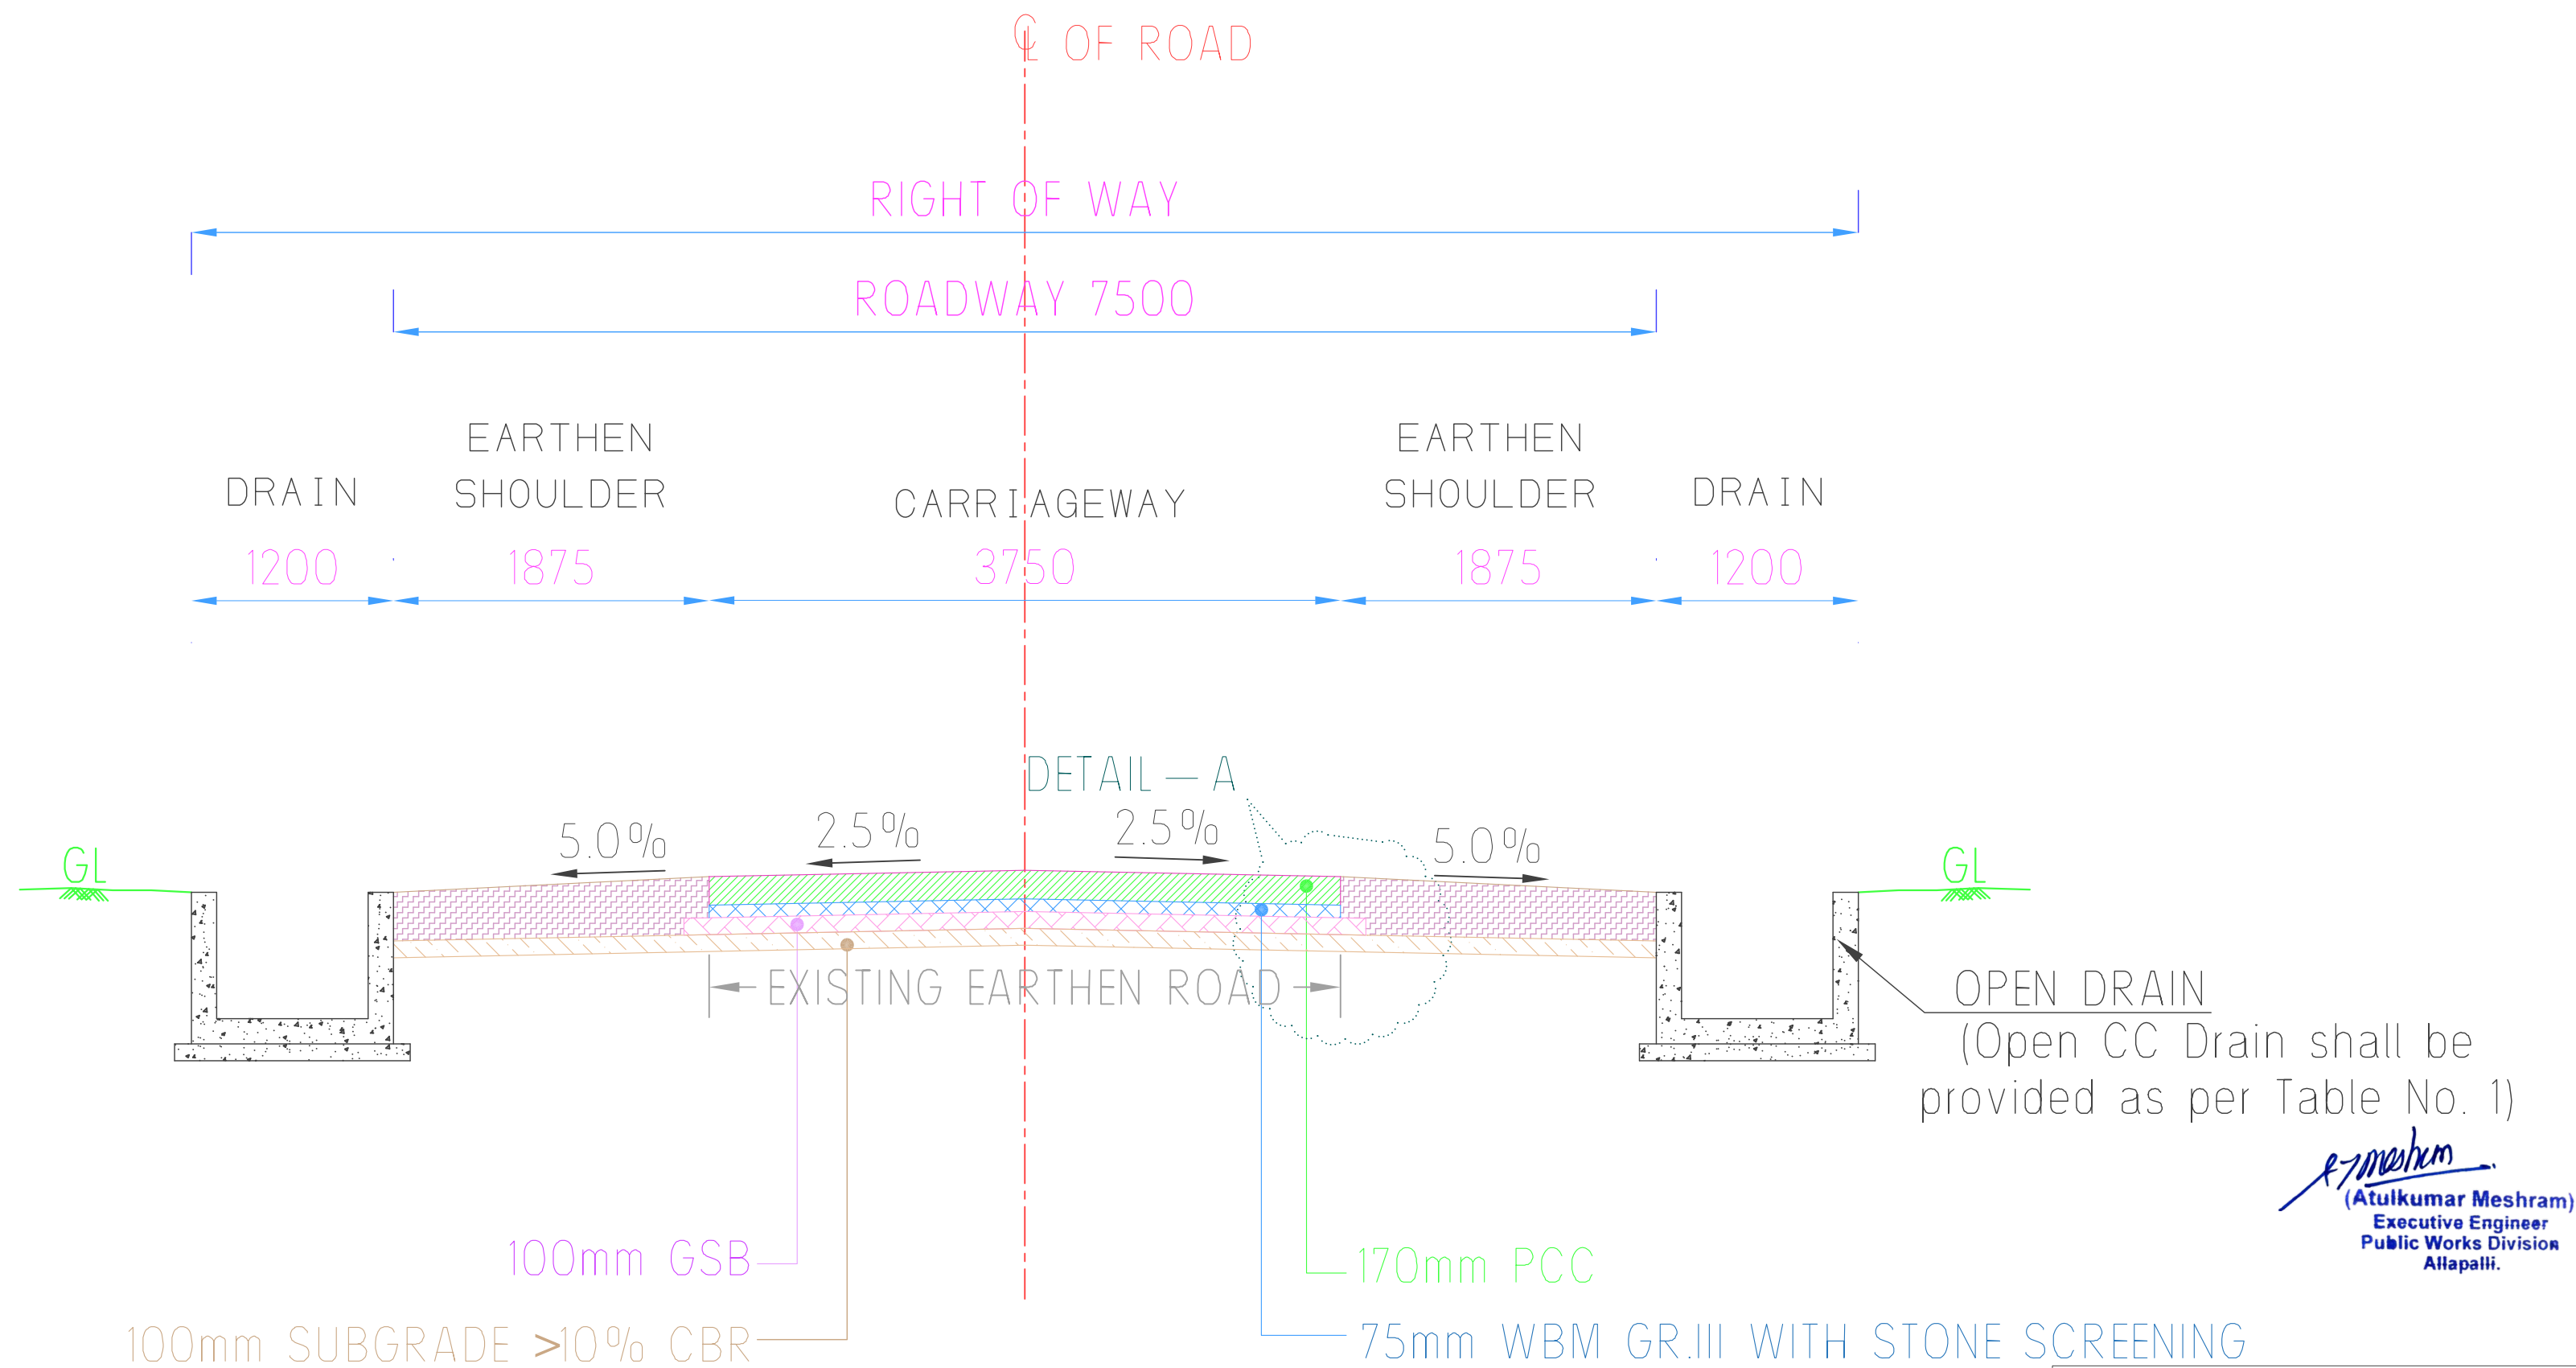 ℄ OF ROAD
RIGHT OF WAY
ROADWAY 7500
DRAIN
1200
EARTHEN
SHOULDER
1875
CARRIAGEWAY
3750
EARTHEN
SHOULDER
1875
DRAIN
1200
DETAIL—A
5.0%
2.5%
2.5%
5.0%
GL
GL
EXISTING EARTHEN ROAD
OPEN DRAIN
(Open CC Drain shall be
provided as per Table No. 1)
(Atulkumar Meshram)
Executive Engineer
Public Works Division
Allapalli.
100mm GSB
170mm PCC
100mm SUBGRADE >10% CBR
75mm WBM GR.III WITH STONE SCREENING